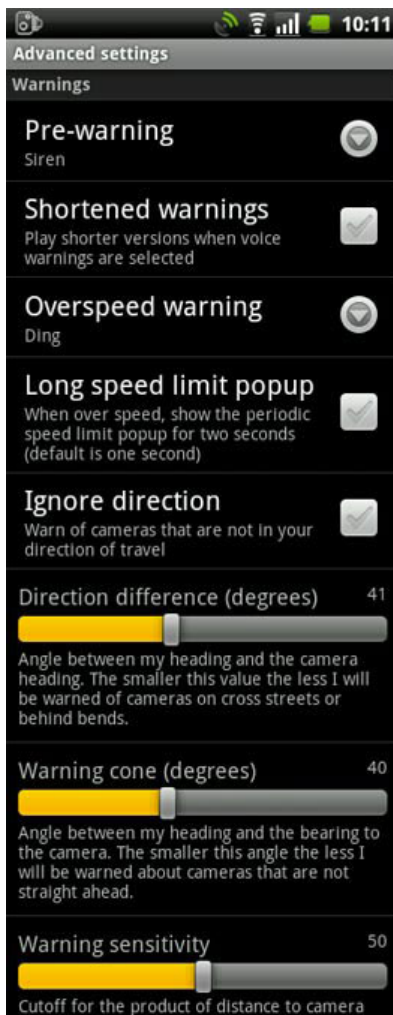 10:11
Advanced settings
Warnings
Pre-warning
Siren
Shortened warnings
Play shorter versions when voice
warnings are selected
Overspeed warning
Ding
Long speed limit popup
When over speed, show the periodic
speed limit popup for two seconds
(default is one second)
Ignore direction
Warn of cameras that are not in your
direction of travel
Direction difference (degrees) 41
Angle between my heading and the camera
heading. The smaller this value the less I will
be warned of cameras on cross streets or
behind bends.
Warning cone (degrees) 40
Angle between my heading and the bearing to
the camera. The smaller this angle the less I
will be warned about cameras that are not
straight ahead.
Warning sensitivity 50
Cutoff for the product of distance to camera